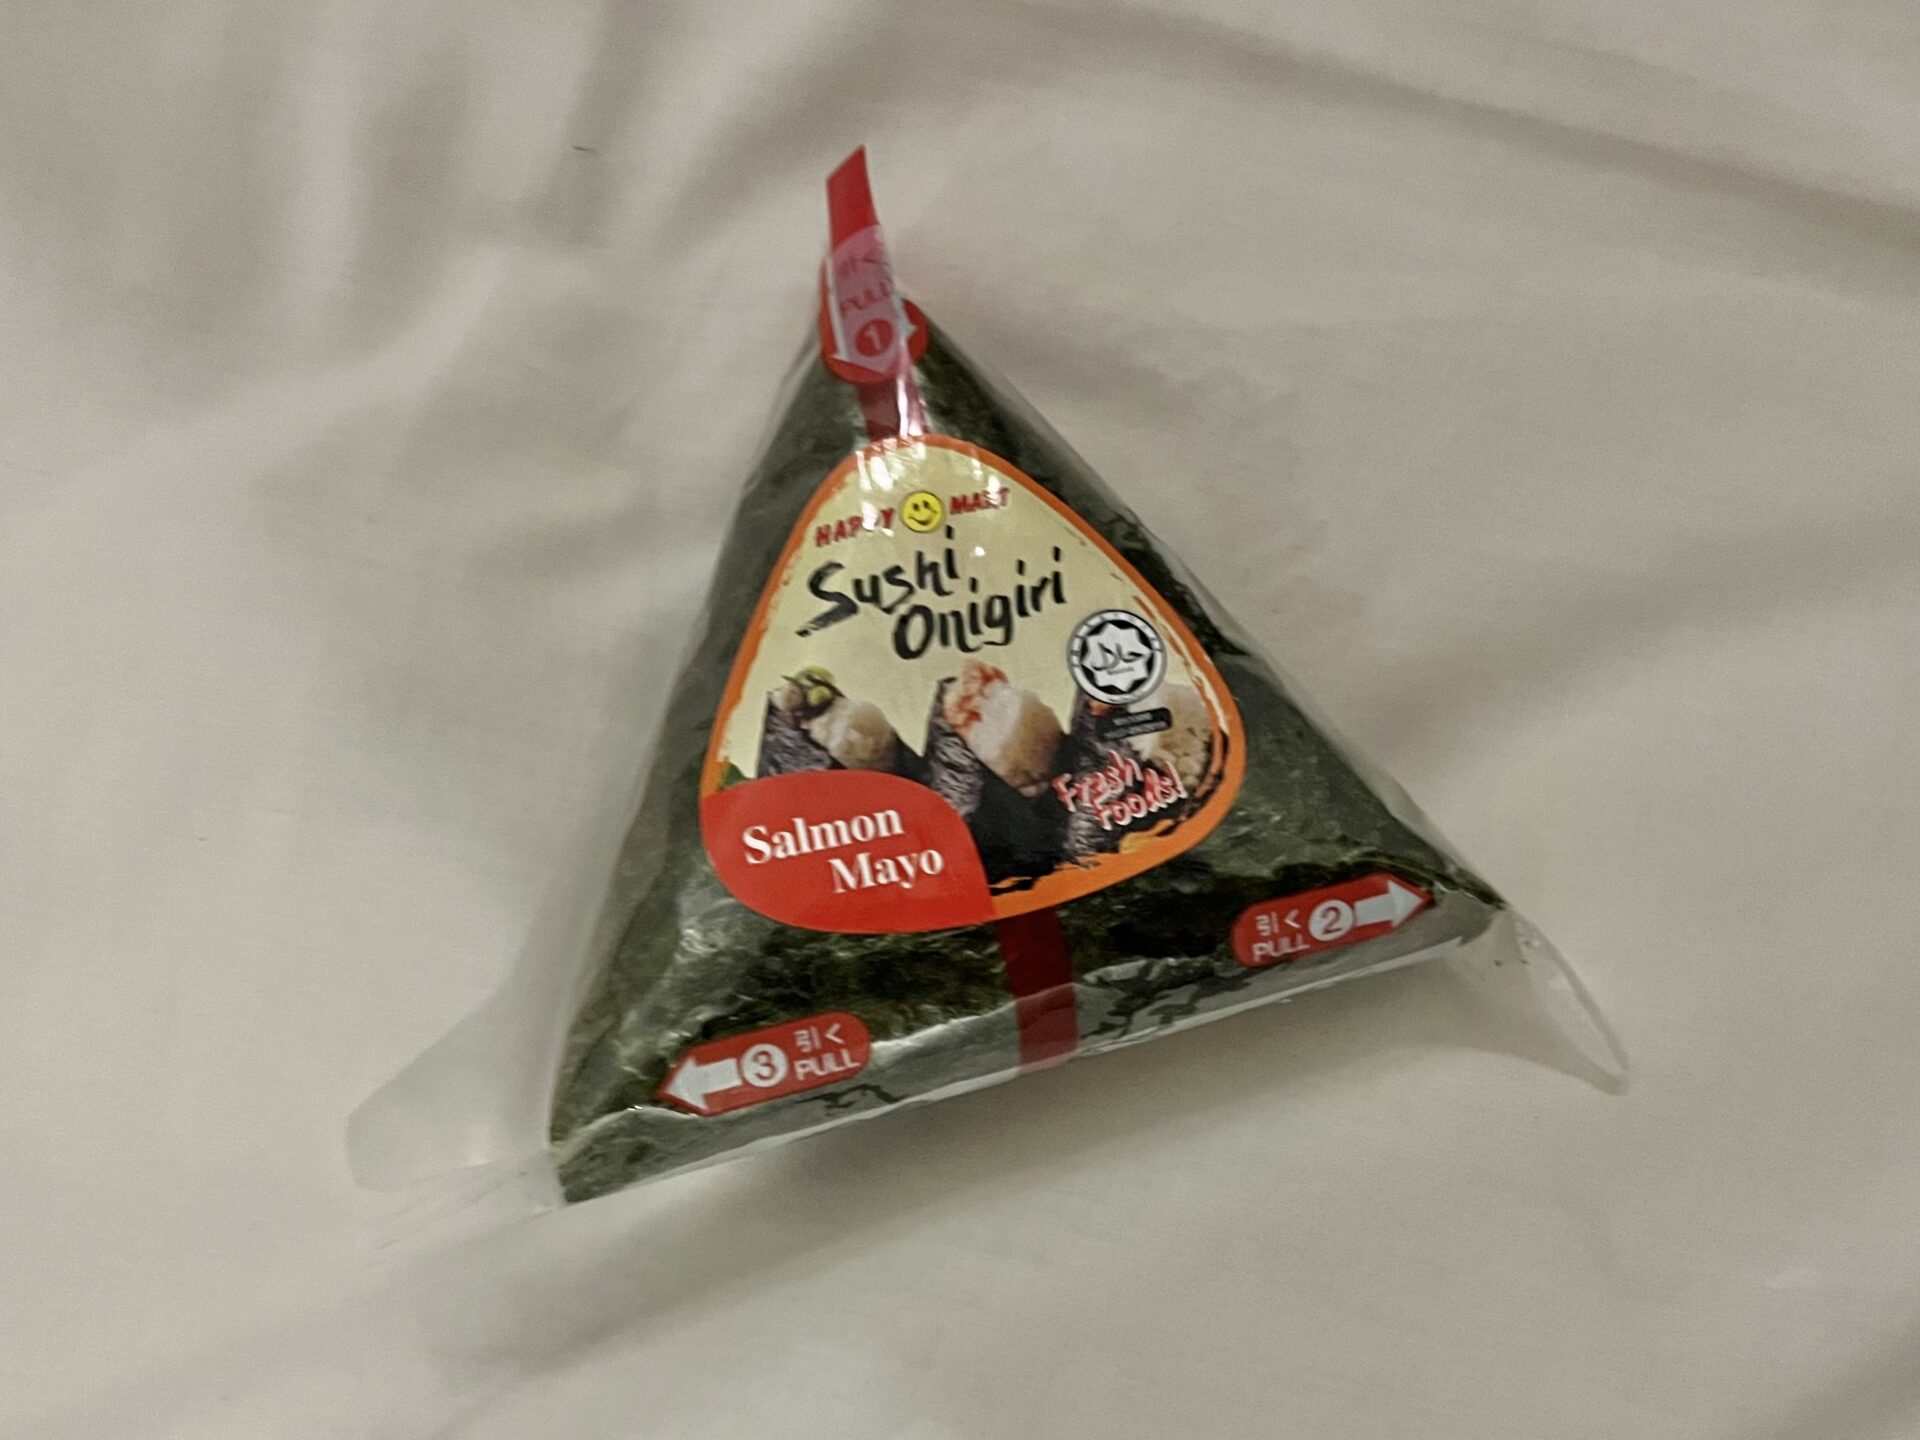 引く
PULL
1
HAPPY MART
Sushi
Onigiri
حلال
Fresh
Foods!
Salmon
Mayo
引く
PULL 2
3 引く
PULL